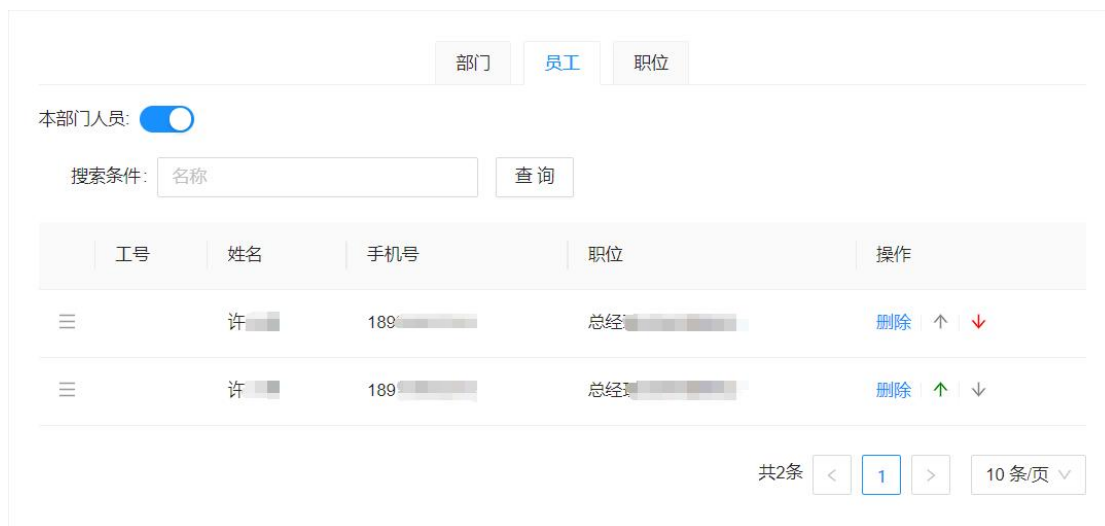 部门 员工 职位
本部门人员:
搜索条件: 名称 查 询
工号 姓名 手机号 职位 操作
许 189 总经 删除
许 189 总经 删除
共2条 < 1 > 10 条/页